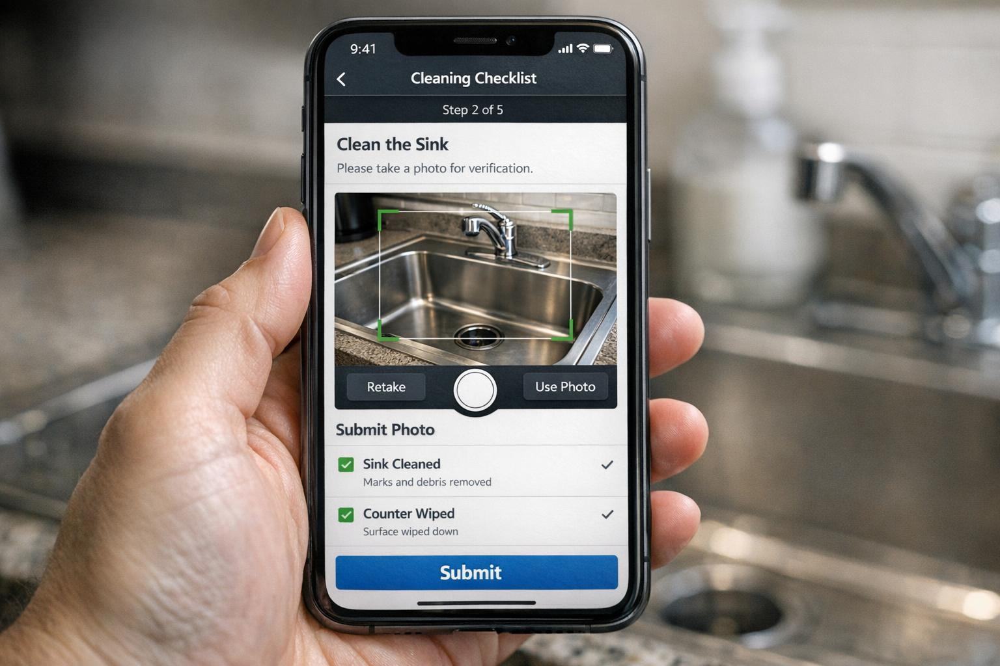 9:41
Cleaning Checklist
Step 2 of 5
Clean the Sink
Please take a photo for verification.
Retake
Use Photo
Submit Photo
Sink Cleaned
Marks and debris removed
Counter Wiped
Surface wiped down
Submit